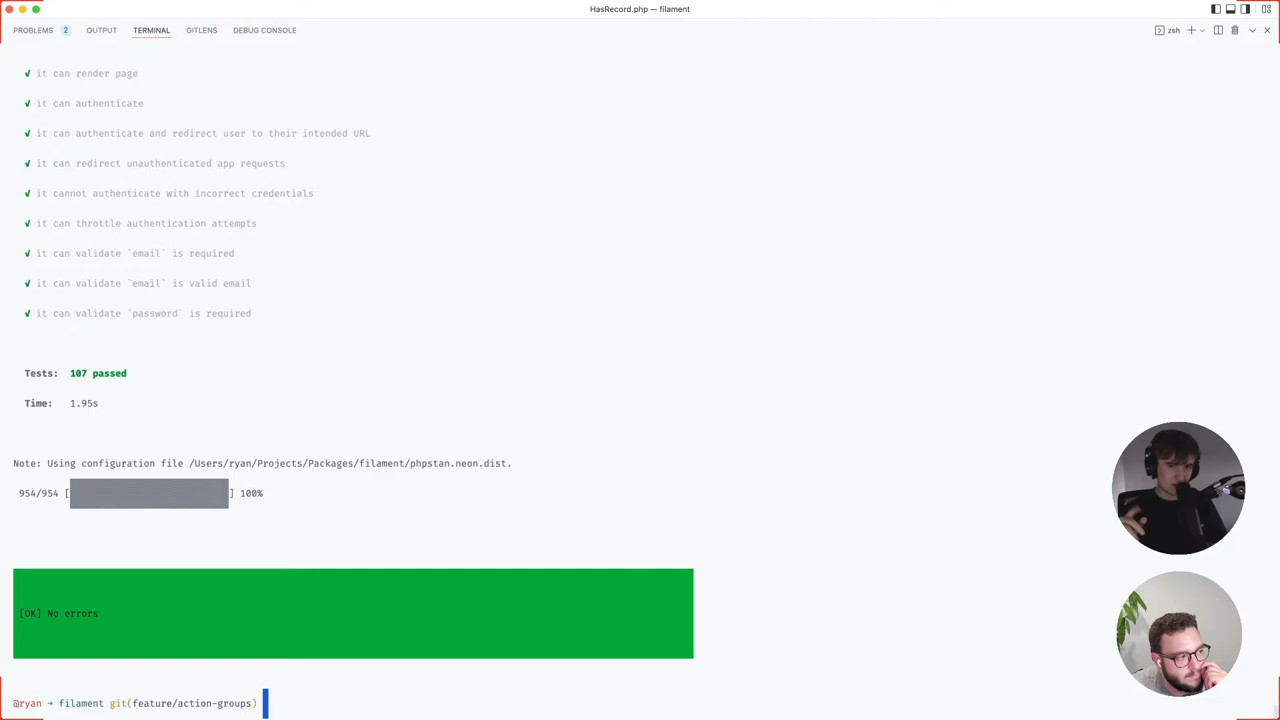 HasRecord.php — filament
PROBLEMS 2 OUTPUT TERMINAL GITLENS DEBUG CONSOLE zsh
✓ it can render page
✓ it can authenticate
✓ it can authenticate and redirect user to their intended URL
✓ it can redirect unauthenticated app requests
✓ it cannot authenticate with incorrect credentials
✓ it can throttle authentication attempts
✓ it can validate `email` is required
✓ it can validate `email` is valid email
✓ it can validate `password` is required
Tests: 107 passed
Time: 1.95s
Note: Using configuration file /Users/ryan/Projects/Packages/filament/phpstan.neon.dist.
954/954 [ ] 100%
[OK] No errors
@ryan → filament git(feature/action-groups)